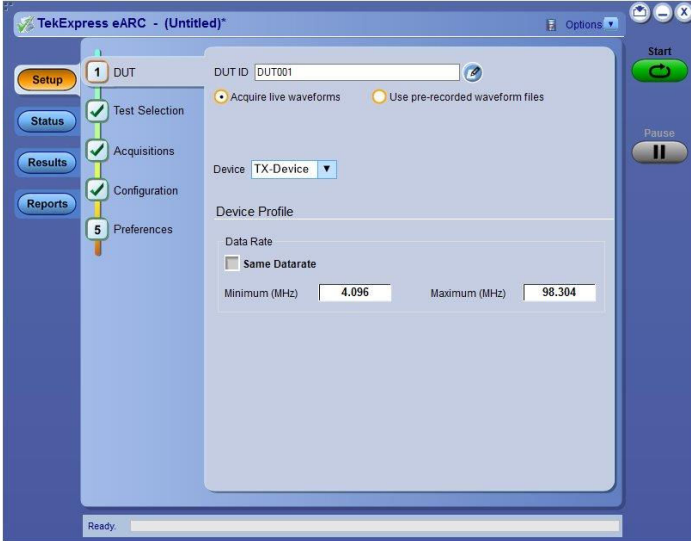 TekExpress eARC - (Untitled)*
Options
Start
Pause
Setup
Status
Results
Reports
1 DUT
Test Selection
Acquisitions
Configuration
5 Preferences
DUT ID DUT001
Acquire live waveforms Use pre-recorded waveform files
Device TX-Device
Device Profile
Data Rate
Same Datarate
Minimum (MHz) 4.096 Maximum (MHz) 98.304
Ready.